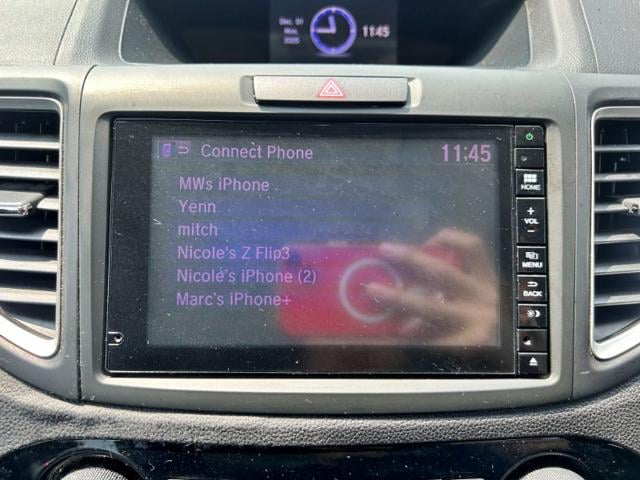 Dec. 01
Mon.
2025
11:45
Connect Phone 11:45
MWs iPhone
Yenn
mitch
Nicole's Z Flip3
Nicole's iPhone (2)
Marc's iPhone+
HOME
+
VOL
−
MENU
BACK